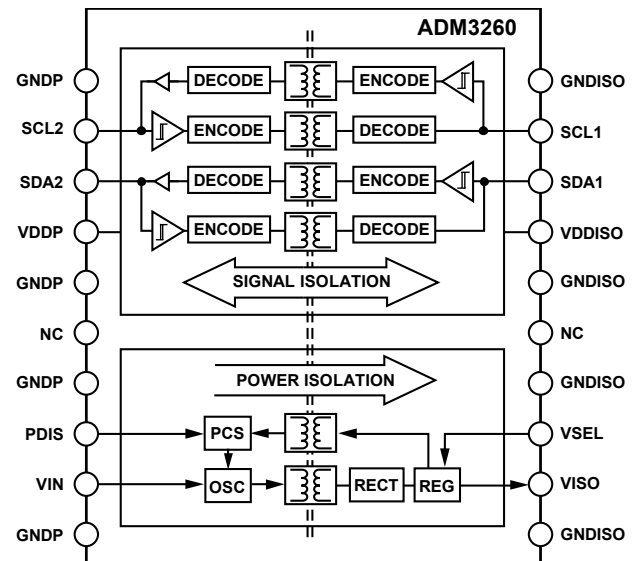 ADM3260
GNDP DECODE ENCODE GNDISO
SCL2 ENCODE DECODE SCL1
SDA2 DECODE ENCODE SDA1
VDDP ENCODE DECODE VDDISO
GNDP SIGNAL ISOLATION GNDISO
NC NC
GNDP POWER ISOLATION GNDISO
PDIS PCS VSEL
VIN OSC RECT REG VISO
GNDP GNDISO